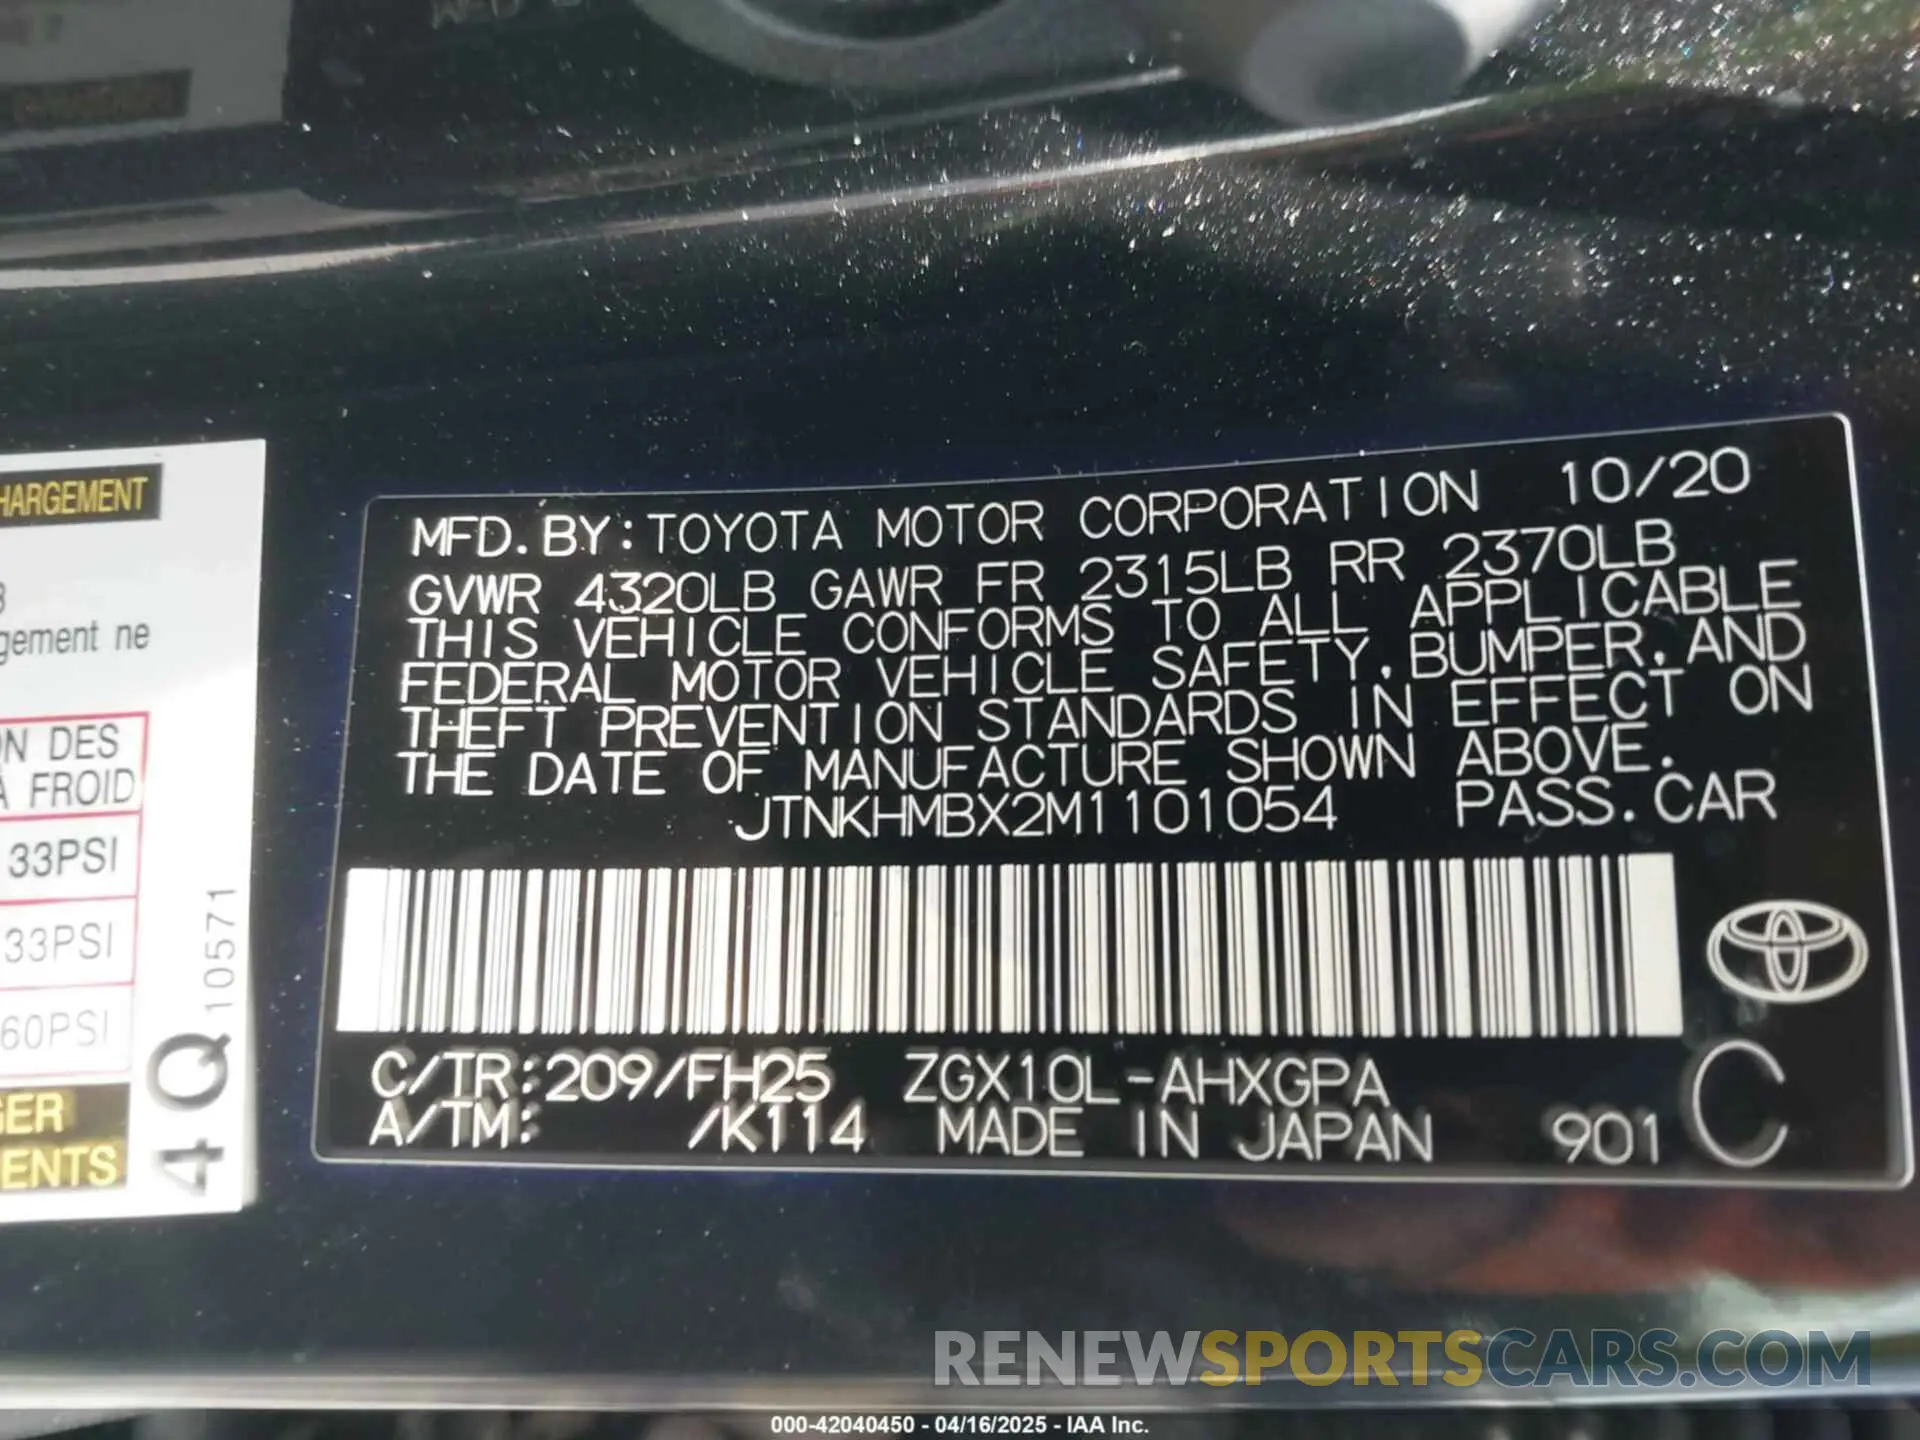 HARGEMENT
gement ne
ON DES
À FROID
33PSI
33PSI
60PSI
GER
ENTS
4Q 10571
MFD.BY:TOYOTA MOTOR CORPORATION 10/20
GVWR 4320LB GAWR FR 2315LB RR 2370LB
THIS VEHICLE CONFORMS TO ALL APPLICABLE
FEDERAL MOTOR VEHICLE SAFETY,BUMPER,AND
THEFT PREVENTION STANDARDS IN EFFECT ON
THE DATE OF MANUFACTURE SHOWN ABOVE.
JTNKHMBX2M1101054 PASS.CAR
C/TR:209/FH25 ZGX10L-AHXGPA
A/TM: /K114 MADE IN JAPAN 901 C
RENEWSPORTSCARS.COM
000-42040450 - 04/16/2025 - IAA Inc.